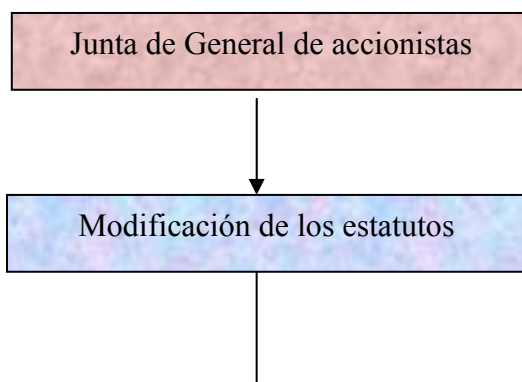 Junta de General de accionistas
Modificación de los estatutos